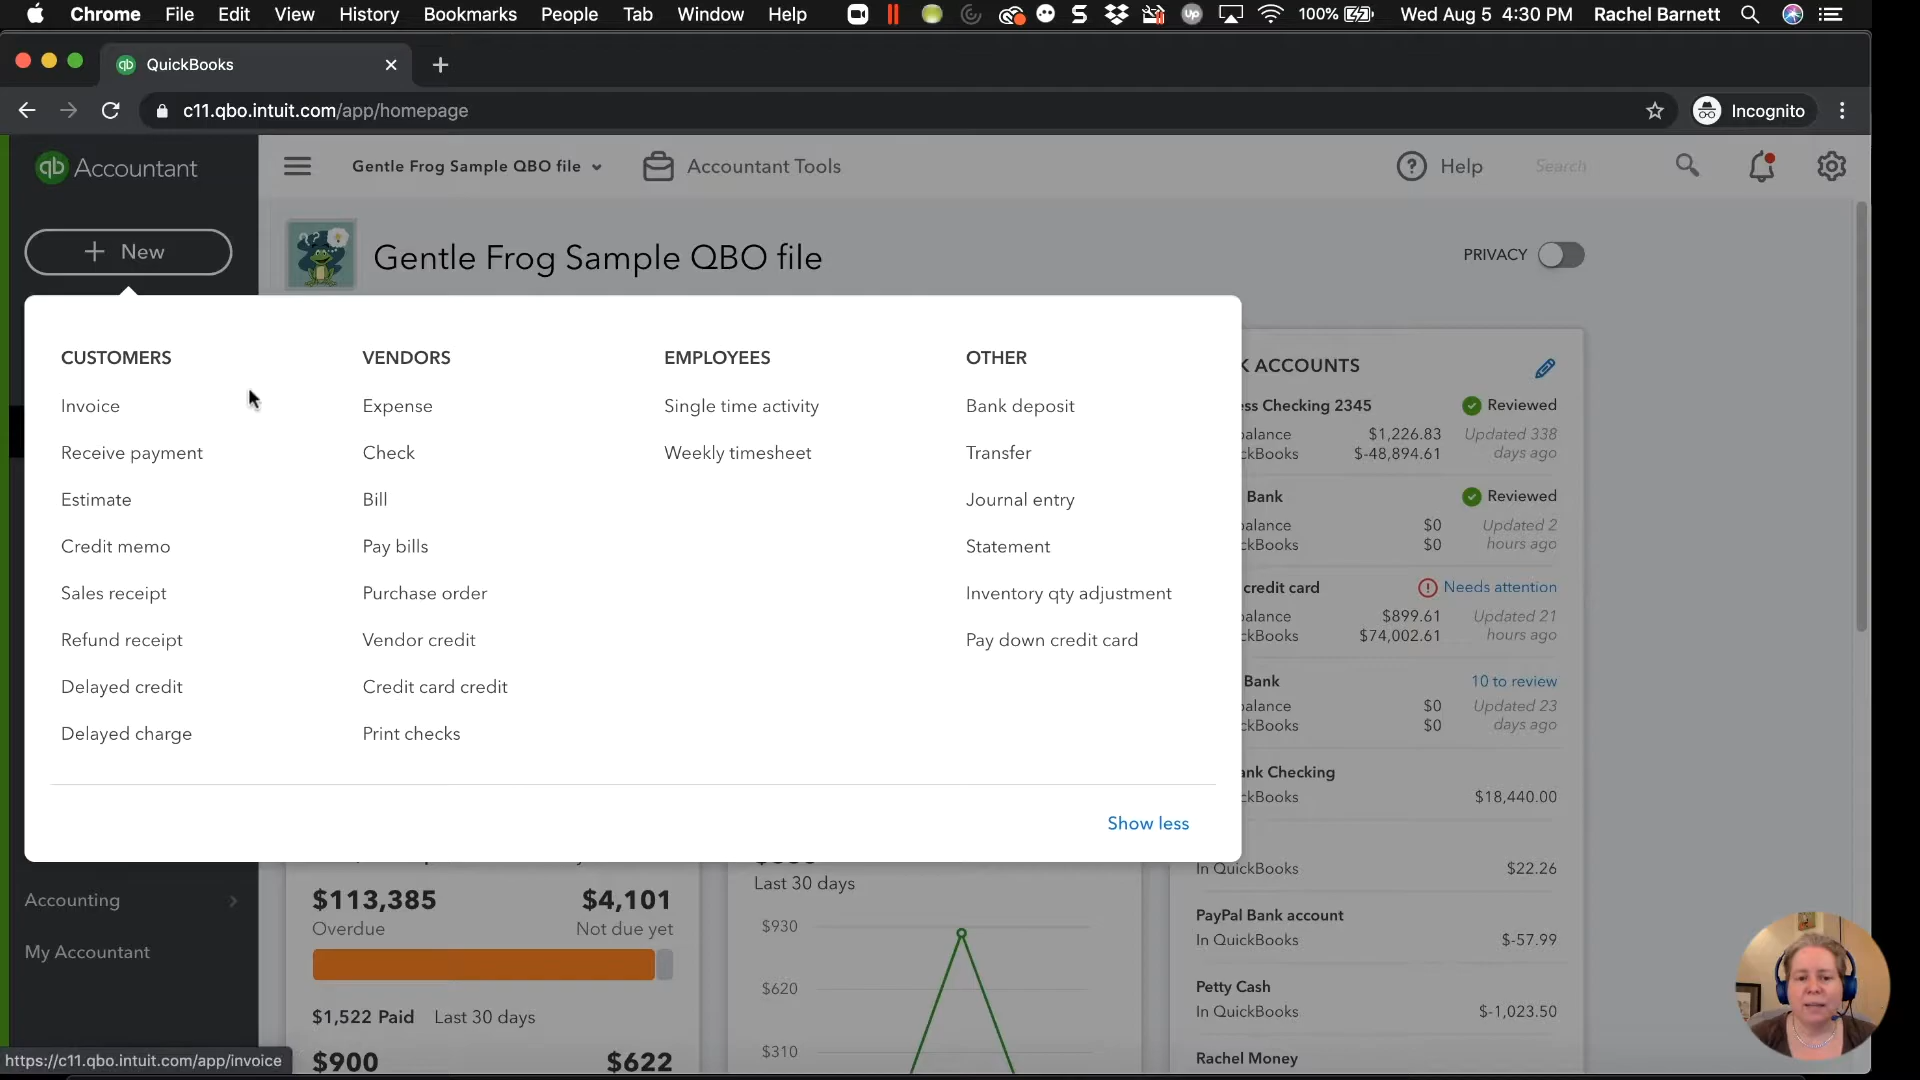 Chrome File Edit View History Bookmarks People Tab Window Help 100% Wed Aug 5 4:30 PM Rachel Barnett
QuickBooks
c11.qbo.intuit.com/app/homepage Incognito
qb Accountant
Gentle Frog Sample QBO file Accountant Tools Help Search
+ New
Gentle Frog Sample QBO file
PRIVACY
CUSTOMERS
Invoice
Receive payment
Estimate
Credit memo
Sales receipt
Refund receipt
Delayed credit
Delayed charge
VENDORS
Expense
Check
Bill
Pay bills
Purchase order
Vendor credit
Credit card credit
Print checks
EMPLOYEES
Single time activity
Weekly timesheet
OTHER
Bank deposit
Transfer
Journal entry
Statement
Inventory qty adjustment
Pay down credit card
Show less
K ACCOUNTS
ess Checking 2345 Reviewed
alance $1,226.83 Updated 338
ckBooks $-48,894.61 days ago
Bank Reviewed
alance $0 Updated 2
ckBooks $0 hours ago
credit card Needs attention
alance $899.61 Updated 21
ckBooks $74,002.61 hours ago
Bank 10 to review
alance $0 Updated 23
ckBooks $0 days ago
ank Checking
ckBooks $18,440.00
In QuickBooks $22.26
PayPal Bank account
In QuickBooks $-57.99
Petty Cash
In QuickBooks $-1,023.50
Rachel Money
Accounting
My Accountant
$113,385 $4,101
Overdue Not due yet
$1,522 Paid Last 30 days
$900 $622
Last 30 days
$930
$620
$310
https://c11.qbo.intuit.com/app/invoice